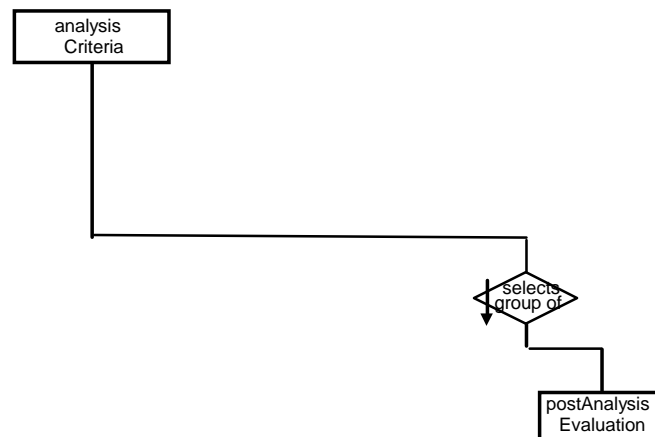 analysis
Criteria
selects
group of
postAnalysis
Evaluation